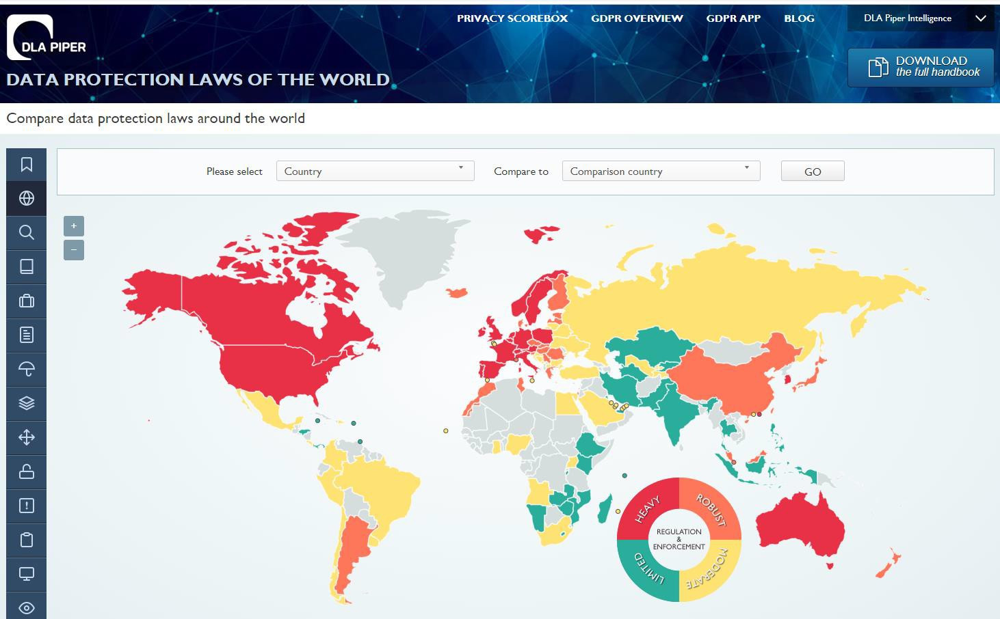 PRIVACY SCOREBOX
GDPR OVERVIEW
GDPR APP
BLOG
DLA Piper Intelligence
DLA PIPER
DOWNLOAD
the full handbook
DATA PROTECTION LAWS OF THE WORLD
Compare data protection laws around the world
Please select
Country
Compare to
Comparison country
GO
+
−
HEAVY
ROBUST
REGULATION
&
ENFORCEMENT
LIMITED
MODERATE